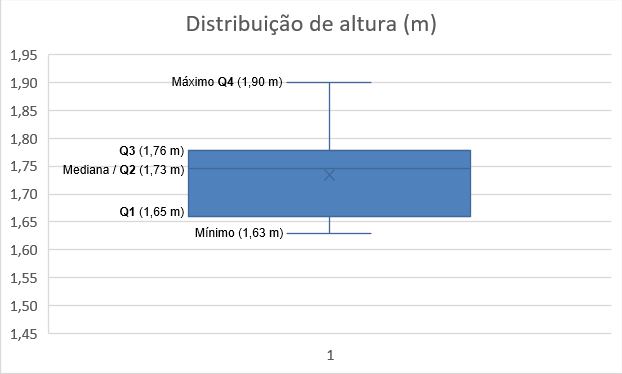 Distribuição de altura (m)
1,95
1,90
1,85
1,80
1,75
1,70
1,65
1,60
1,55
1,50
1,45
Máximo Q4 (1,90 m)
Q3 (1,76 m)
Mediana / Q2 (1,73 m)
Q1 (1,65 m)
Mínimo (1,63 m)
1